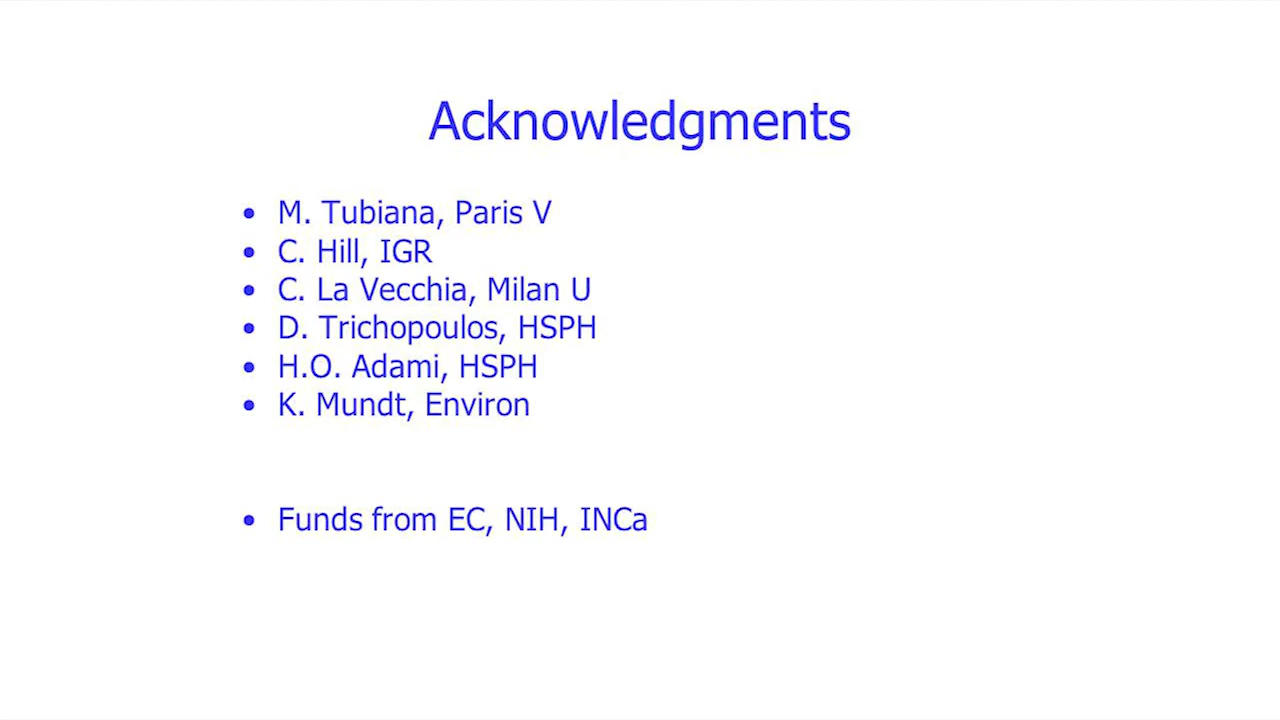 Acknowledgments
• M. Tubiana, Paris V
• C. Hill, IGR
• C. La Vecchia, Milan U
• D. Trichopoulos, HSPH
• H.O. Adami, HSPH
• K. Mundt, Environ
• Funds from EC, NIH, INCa